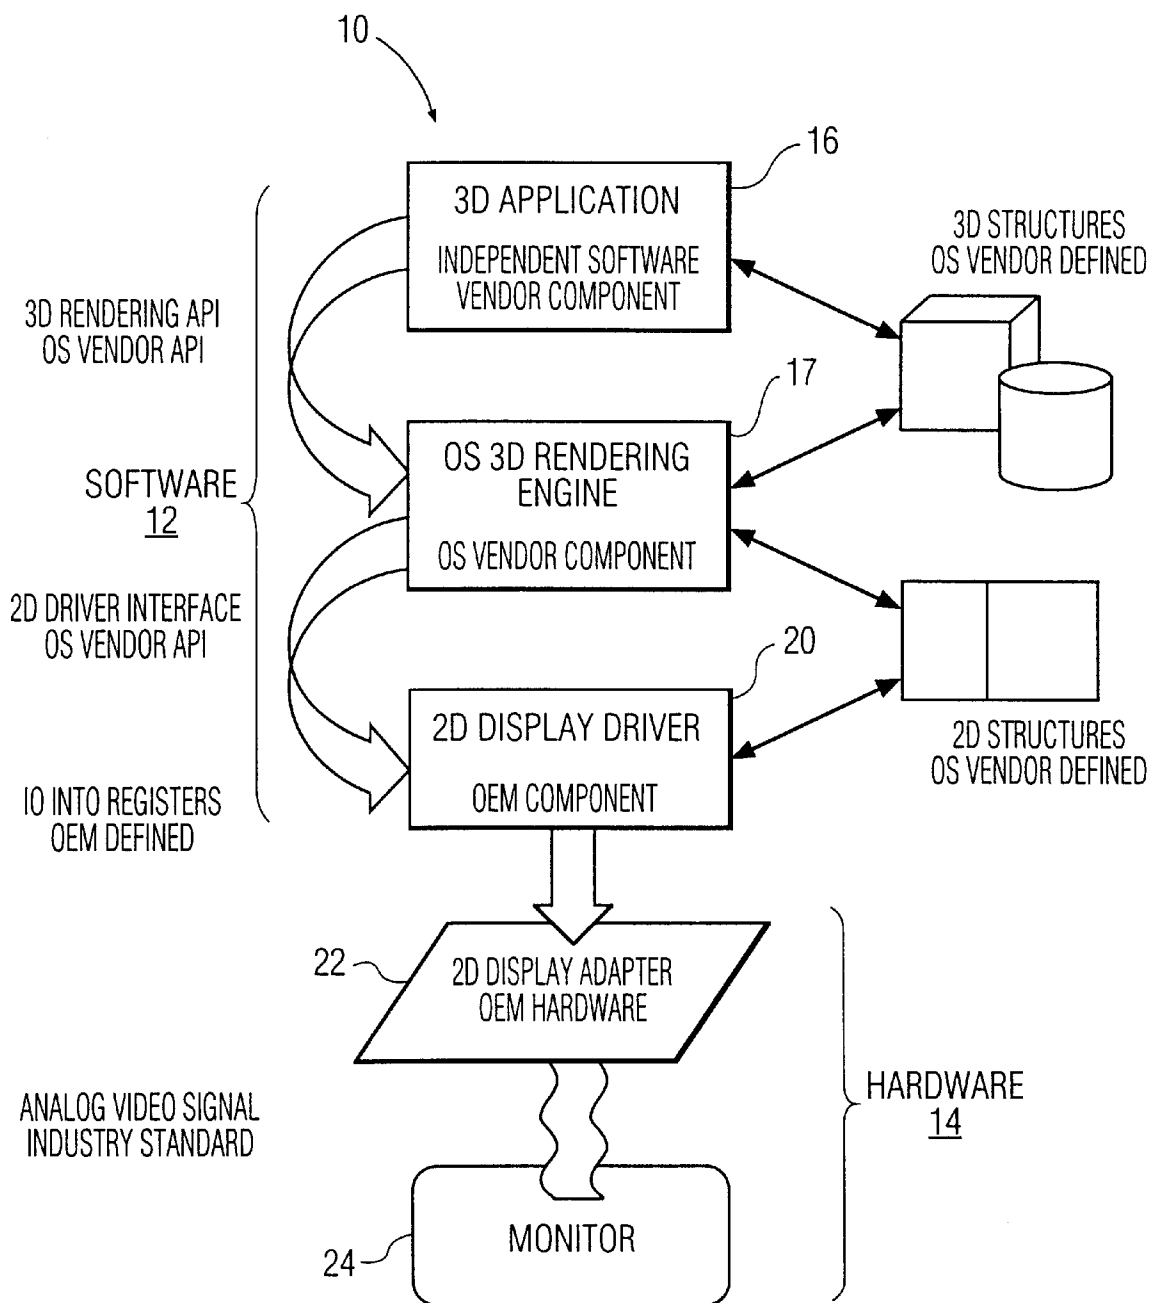 10
16
3D APPLICATION
INDEPENDENT SOFTWARE
VENDOR COMPONENT
3D STRUCTURES
OS VENDOR DEFINED
3D RENDERING API
OS VENDOR API
17
OS 3D RENDERING
ENGINE
OS VENDOR COMPONENT
SOFTWARE
12
2D DRIVER INTERFACE
OS VENDOR API
20
2D DISPLAY DRIVER
OEM COMPONENT
2D STRUCTURES
OS VENDOR DEFINED
IO INTO REGISTERS
OEM DEFINED
22
2D DISPLAY ADAPTER
OEM HARDWARE
HARDWARE
14
ANALOG VIDEO SIGNAL
INDUSTRY STANDARD
MONITOR
24